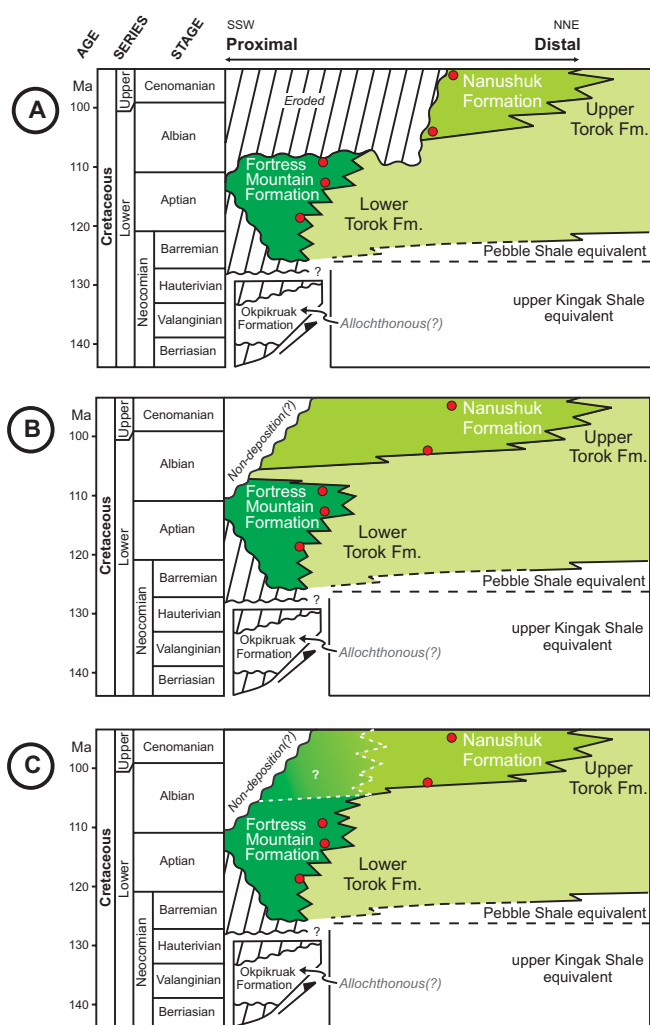 AGE
SERIES
STAGE
SSW
NNE
Proximal
Distal
A
Ma
100
110
120
130
140
Cretaceous
Upper
Lower
Neocomian
Cenomanian
Albian
Aptian
Barremian
Hauterivian
Valanginian
Berriasian
Eroded
Nanushuk
Formation
Upper
Torok Fm.
Fortress
Mountain
Formation
Lower
Torok Fm.
Pebble Shale equivalent
?
Okpikruak
Formation
Allochthonous(?)
upper Kingak Shale
equivalent
B
Ma
100
110
120
130
140
Cretaceous
Upper
Lower
Neocomian
Cenomanian
Albian
Aptian
Barremian
Hauterivian
Valanginian
Berriasian
Non-deposition(?)
Nanushuk
Formation
Upper
Torok Fm.
Fortress
Mountain
Formation
Lower
Torok Fm.
Pebble Shale equivalent
?
Okpikruak
Formation
Allochthonous(?)
upper Kingak Shale
equivalent
C
Ma
100
110
120
130
140
Cretaceous
Upper
Lower
Neocomian
Cenomanian
Albian
Aptian
Barremian
Hauterivian
Valanginian
Berriasian
Non-deposition(?)
?
Nanushuk
Formation
Upper
Torok Fm.
Fortress
Mountain
Formation
Lower
Torok Fm.
Pebble Shale equivalent
?
Okpikruak
Formation
Allochthonous(?)
upper Kingak Shale
equivalent